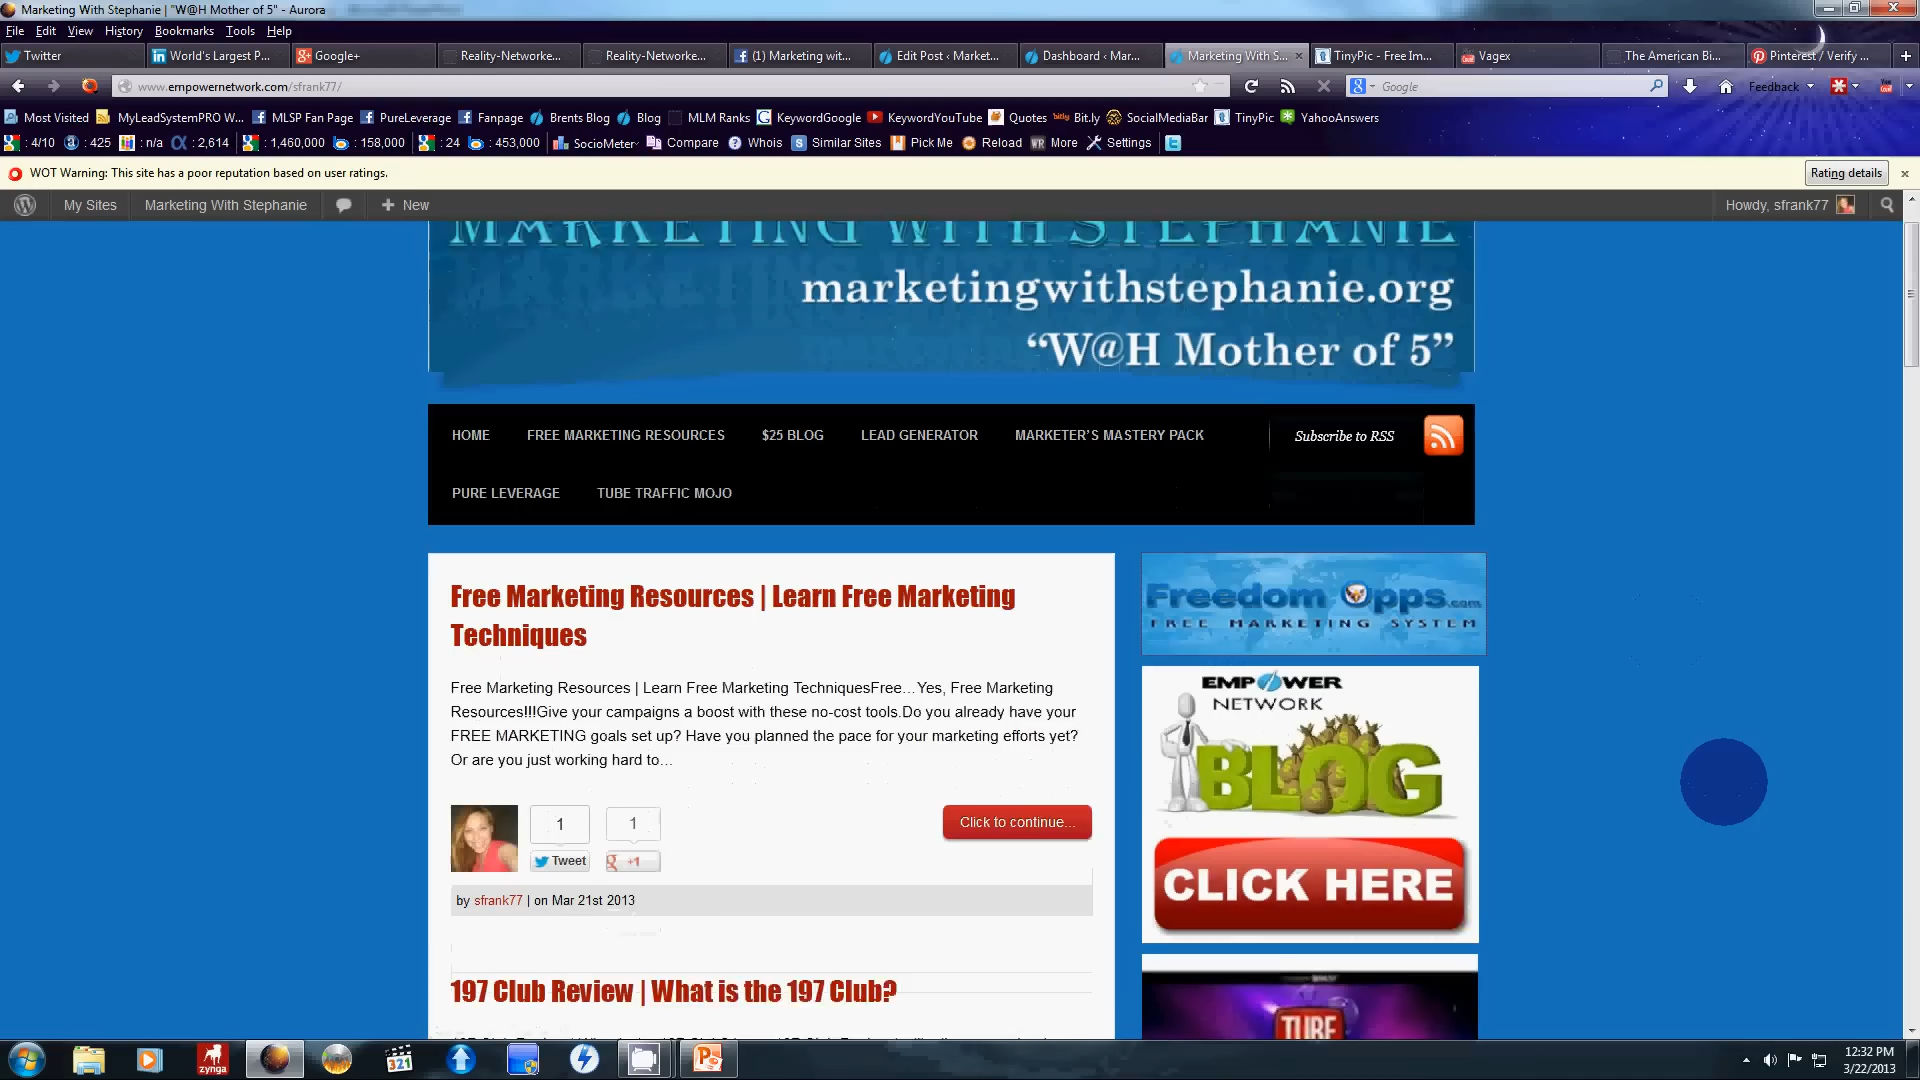 Marketing With Stephanie | "W@H Mother of 5" - Aurora
File Edit View History Bookmarks Tools Help
Twitter World's Largest P... Google+ Reality-Networke... Reality-Networke... (1) Marketing wit... Edit Post ‹ Market... Dashboard ‹ Mar... Marketing With S... TinyPic - Free Im... Vagex The American Bi... Pinterest / Verify ...
www.empowernetwork.com/sfrank77/ Google Feedback
Most Visited MyLeadSystemPRO W... MLSP Fan Page PureLeverage Fanpage Brents Blog Blog MLM Ranks KeywordGoogle KeywordYouTube Quotes Bit.ly SocialMediaBar TinyPic YahooAnswers
: 4/10 : 425 : n/a : 2,614 : 1,460,000 : 158,000 : 24 : 453,000 SocioMeter Compare Whois Similar Sites Pick Me Reload More Settings
WOT Warning: This site has a poor reputation based on user ratings. Rating details
My Sites Marketing With Stephanie New Howdy, sfrank77
MARKETING WITH STEPHANIE
marketingwithstephanie.org
“W@H Mother of 5”
HOME FREE MARKETING RESOURCES $25 BLOG LEAD GENERATOR MARKETER’S MASTERY PACK Subscribe to RSS
PURE LEVERAGE TUBE TRAFFIC MOJO
Free Marketing Resources | Learn Free Marketing
Techniques
Free Marketing Resources | Learn Free Marketing TechniquesFree…Yes, Free Marketing
Resources!!!Give your campaigns a boost with these no-cost tools.Do you already have your
FREE MARKETING goals set up? Have you planned the pace for your marketing efforts yet?
Or are you just working hard to…
1 1
Tweet +1
Click to continue...
by sfrank77 | on Mar 21st 2013
197 Club Review | What is the 197 Club?
Freedom Opps.com
FREE MARKETING SYSTEM
EMPOWER
NETWORK
BLOG
CLICK HERE
TUBE
zynga
321
12:32 PM
3/22/2013